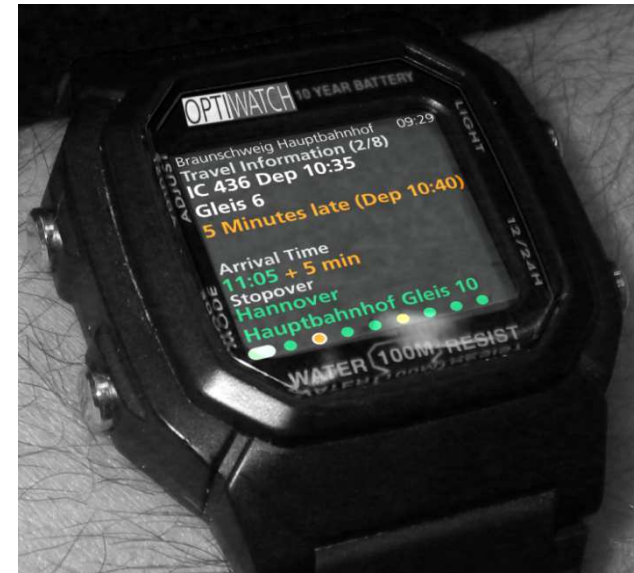 OPTIWATCH 10 YEAR BATTERY
LIGHT
ADJUST
Braunschweig Hauptbahnhof 09:29
Travel Information (2/8)
IC 436 Dep 10:35
Gleis 6
5 Minutes late (Dep 10:40)
Arrival Time
11:05 + 5 min
Stopover
Hannover
Hauptbahnhof Gleis 10
MODE
12/24H
WATER 100M RESIST